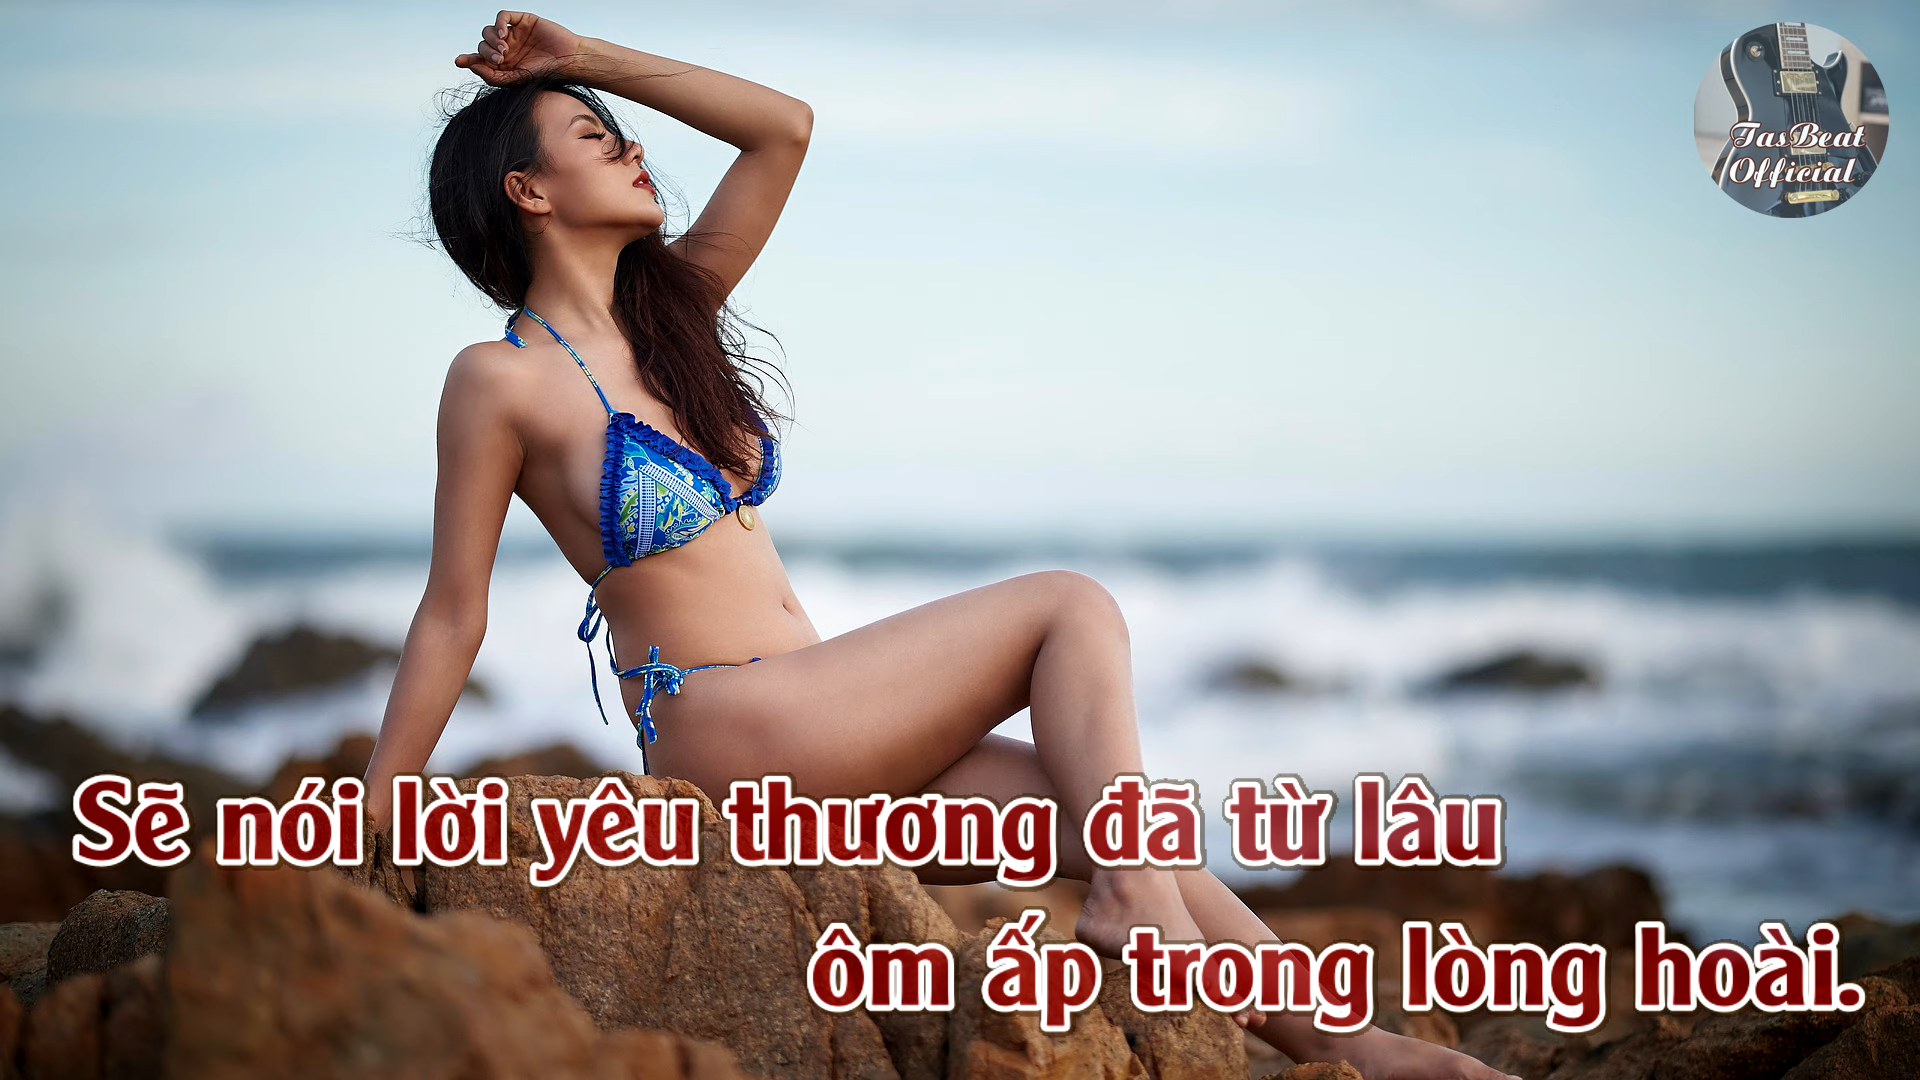 TasBeat
Official
Sẽ nói lời yêu thương đã từ lâu
ôm ấp trong lòng hoài.